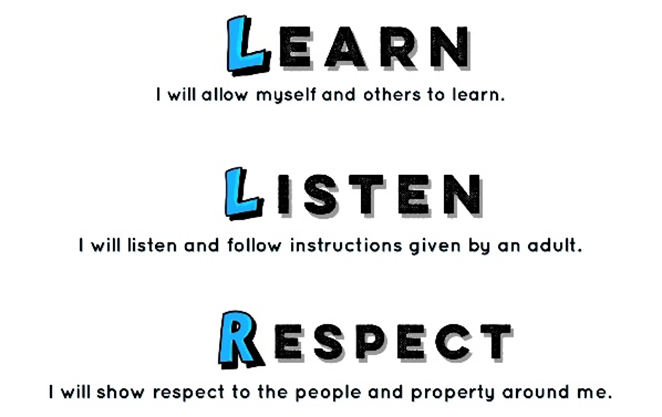 LEARN
I will allow myself and others to learn.
LISTEN
I will listen and follow instructions given by an adult.
RESPECT
I will show respect to the people and property around me.